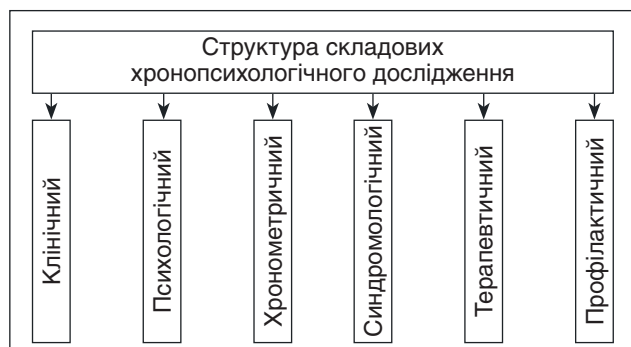 Структура складових
хронопсихологічного дослідження
Клінічний
Психологічний
Хронометричний
Синдромологічний
Терапевтичний
Профілактичний